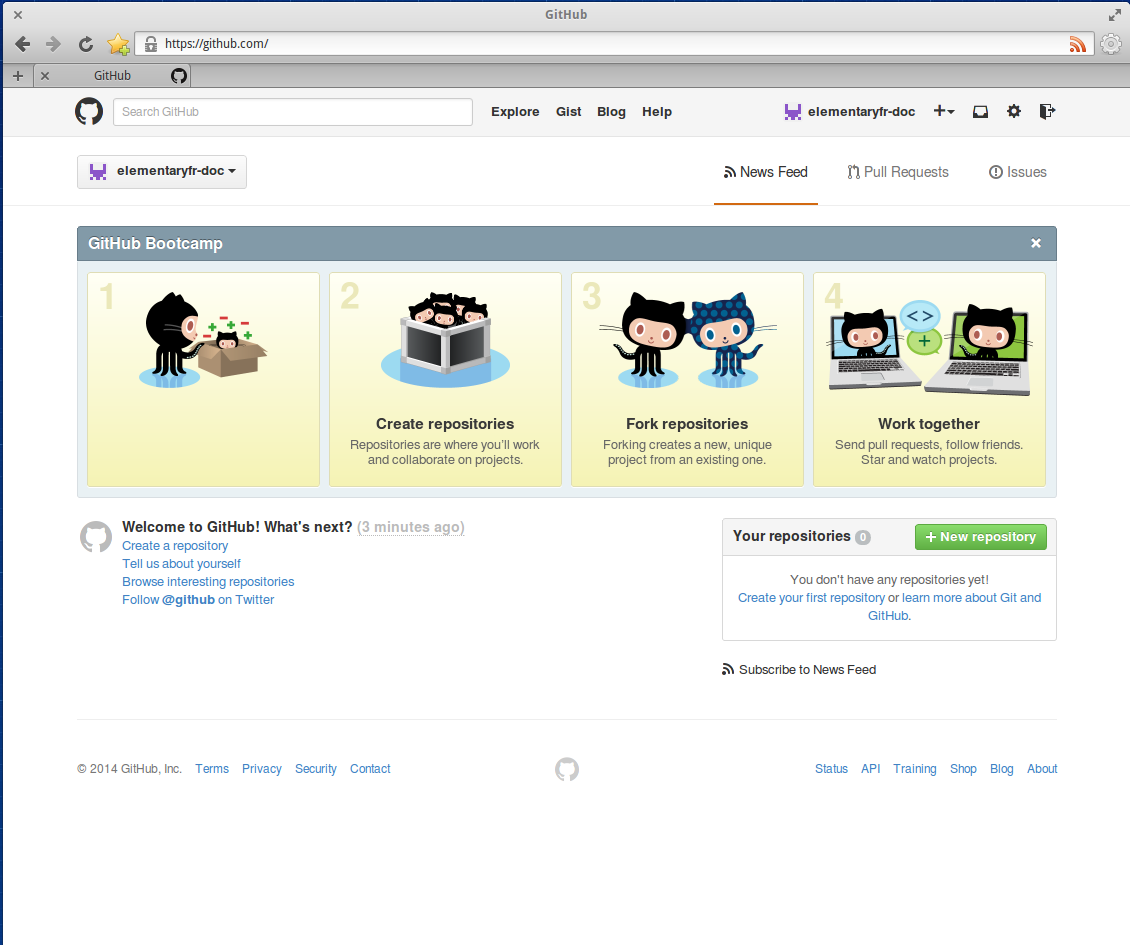 GitHub
https://github.com/
GitHub
Search GitHub
Explore Gist Blog Help
elementaryfr-doc
elementaryfr-doc
News Feed Pull Requests Issues
GitHub Bootcamp
1
2
Create repositories
Repositories are where you'll work
and collaborate on projects.
3
Fork repositories
Forking creates a new, unique
project from an existing one.
4
Work together
Send pull requests, follow friends.
Star and watch projects.
Welcome to GitHub! What's next? (3 minutes ago)
Create a repository
Tell us about yourself
Browse interesting repositories
Follow @github on Twitter
Your repositories 0
New repository
You don't have any repositories yet!
Create your first repository or learn more about Git and
GitHub.
Subscribe to News Feed
© 2014 GitHub, Inc. Terms Privacy Security Contact
Status API Training Shop Blog About